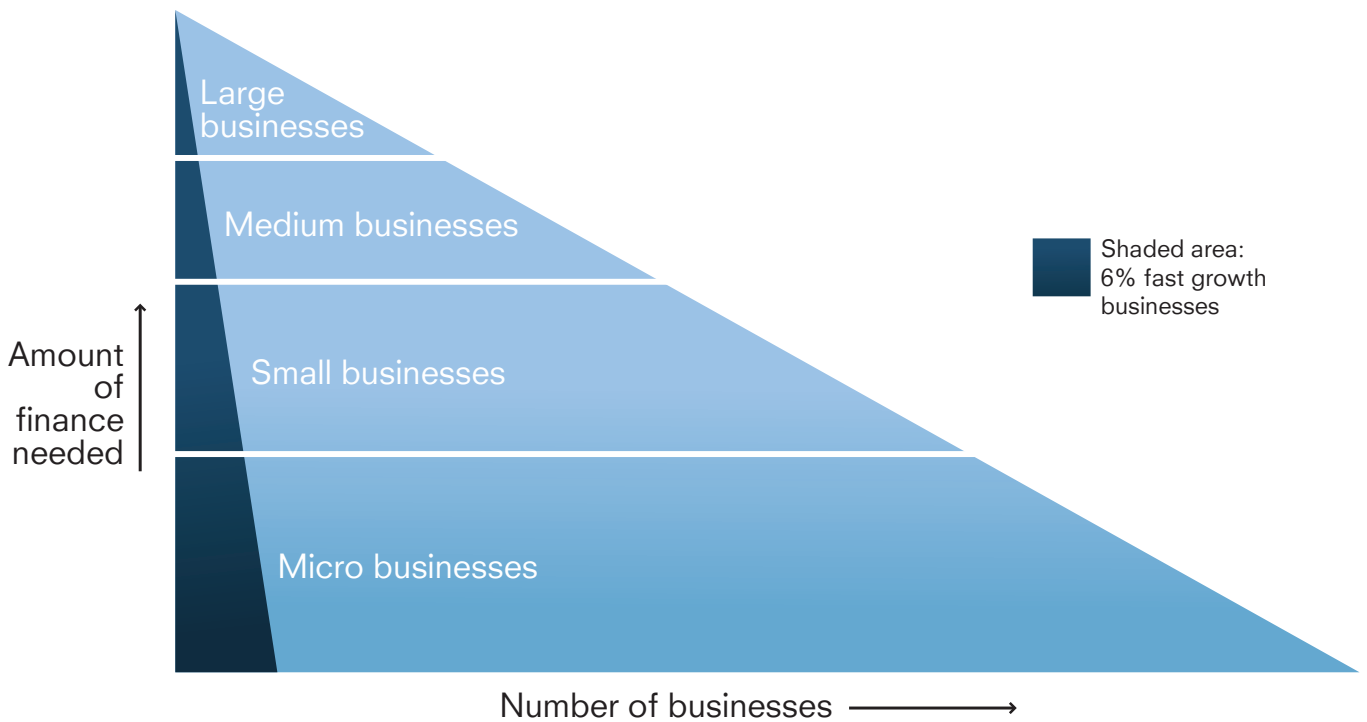 Large
businesses
Medium businesses
Shaded area:
6% fast growth
businesses
Amount
of
finance
needed
Small businesses
Micro businesses
Number of businesses